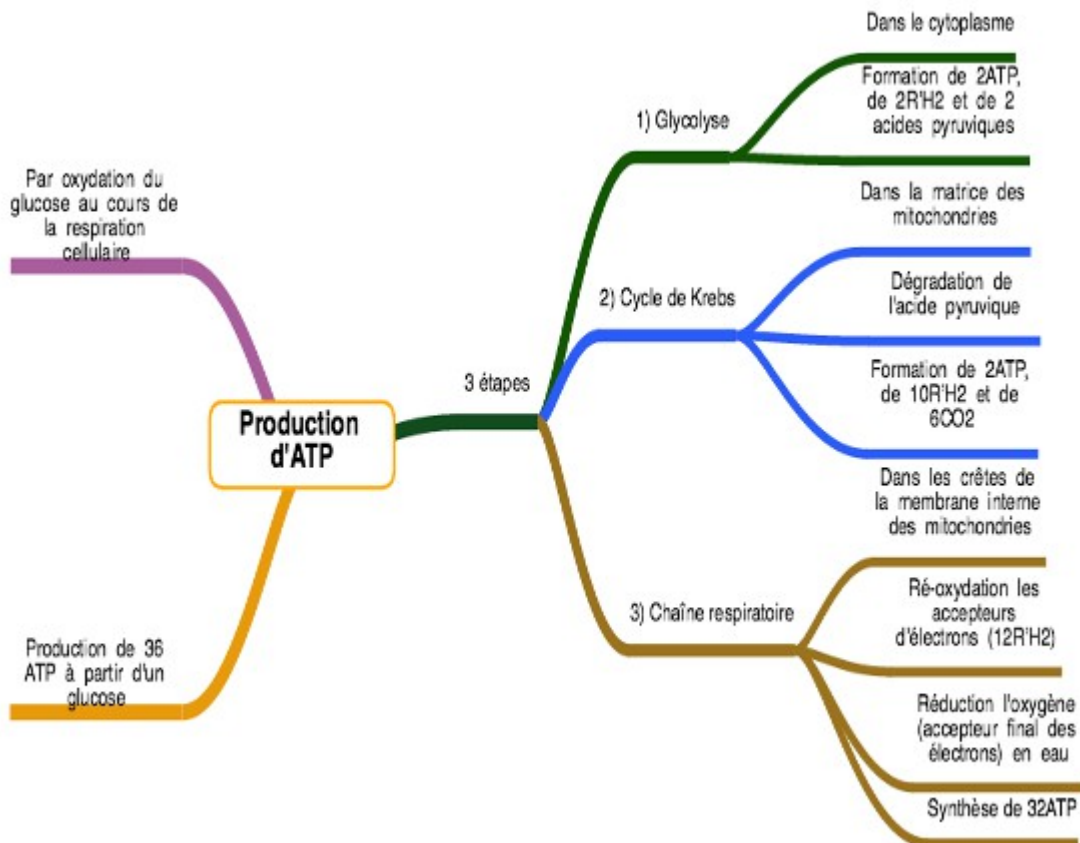 Production
d'ATP
Par oxydation du
glucose au cours de
la respiration
cellulaire
Production de 36
ATP à partir d'un
glucose
3 étapes
1) Glycolyse
Dans le cytoplasme
Formation de 2ATP,
de 2R'H2 et de 2
acides pyruviques
2) Cycle de Krebs
Dans la matrice des
mitochondries
Dégradation de
l'acide pyruvique
Formation de 2ATP,
de 10R'H2 et de
6CO2
3) Chaîne respiratoire
Dans les crêtes de
la membrane interne
des mitochondries
Ré-oxydation les
accepteurs
d'électrons (12R'H2)
Réduction l'oxygène
(accepteur final des
électrons) en eau
Synthèse de 32ATP